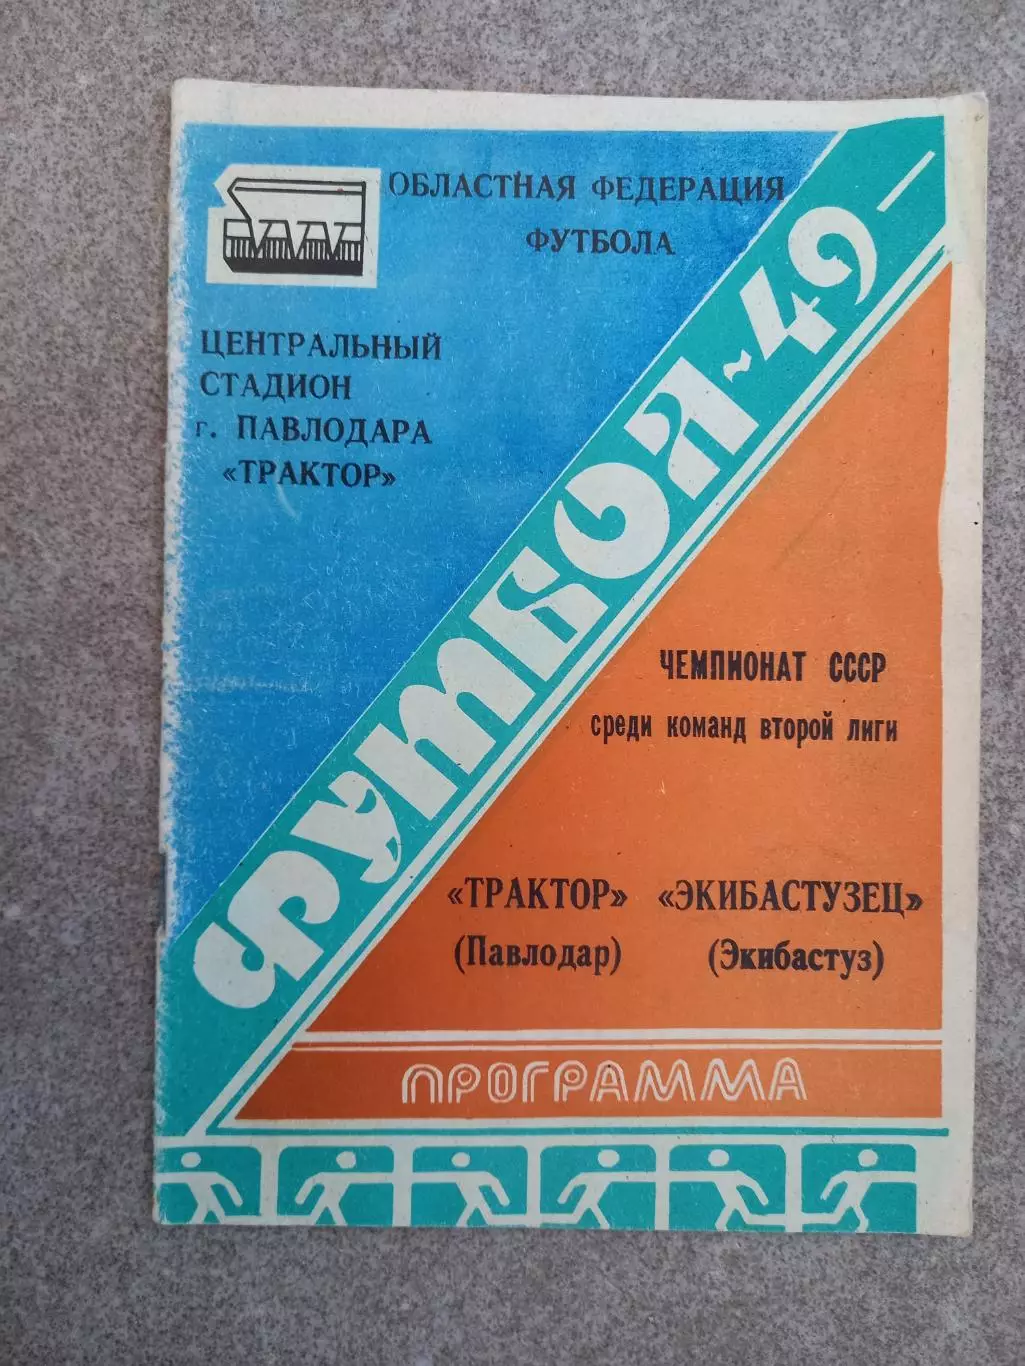 ОБЛАСТНАЯ ФЕДЕРАЦИЯ
ФУТБОЛА
ЦЕНТРАЛЬНЫЙ
СТАДИОН
г. ПАВЛОДАРА
«ТРАКТОР»
ФУТБОЛ~49
ЧЕМПИОНАТ СССР
среди команд второй лиги
«ТРАКТОР» «ЭКИБАСТУЗЕЦ»
(Павлодар) (Экибастуз)
ПРОГРАММА